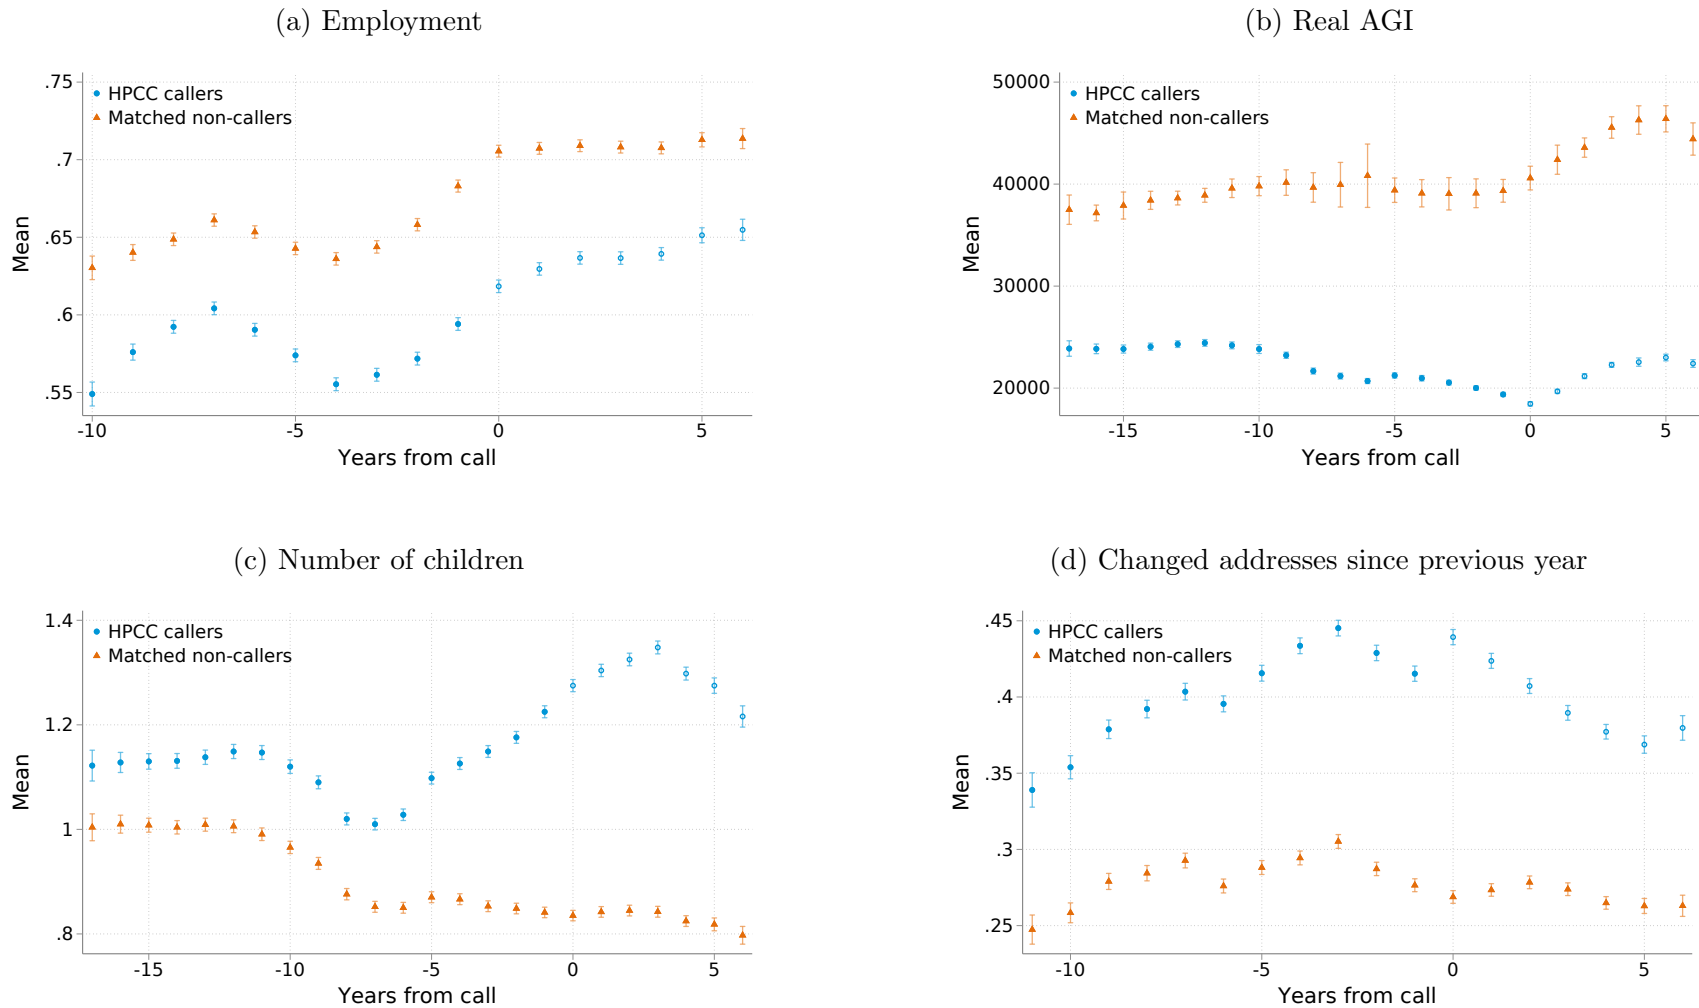 (a) Employment
.75
.7
.65
.6
.55
Mean
HPCC callers
Matched non-callers
-10
-5
0
5
Years from call
(b) Real AGI
50000
40000
30000
20000
Mean
HPCC callers
Matched non-callers
-15
-10
-5
0
5
Years from call
(c) Number of children
1.4
1.2
1
.8
Mean
HPCC callers
Matched non-callers
-15
-10
-5
0
5
Years from call
(d) Changed addresses since previous year
.45
.4
.35
.3
.25
Mean
HPCC callers
Matched non-callers
-10
-5
0
5
Years from call